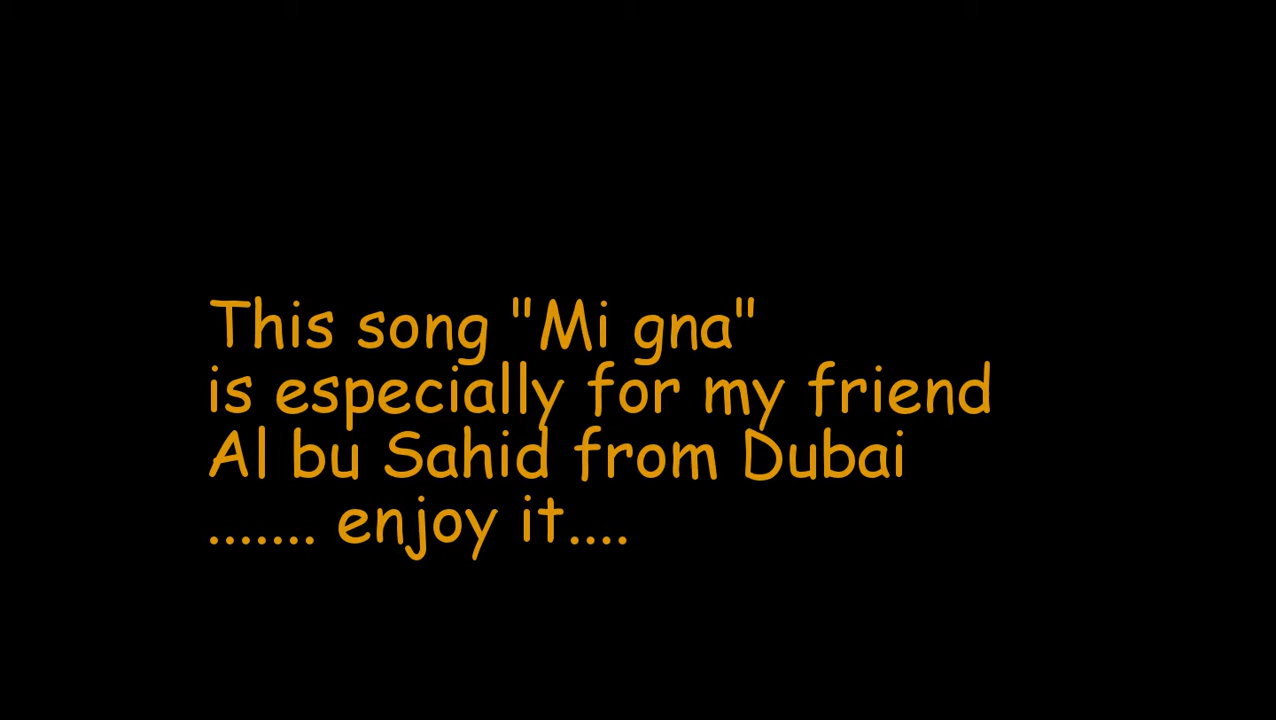 This song "Mi gna"
is especially for my friend
Al bu Sahid from Dubai
....... enjoy it....